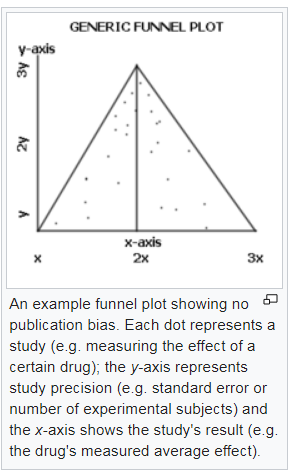 GENERIC FUNNEL PLOT
y-axis
3y
2y
y
x-axis
x 2x 3x
An example funnel plot showing no
publication bias. Each dot represents a
study (e.g. measuring the effect of a
certain drug); the y-axis represents
study precision (e.g. standard error or
number of experimental subjects) and
the x-axis shows the study's result (e.g.
the drug's measured average effect).